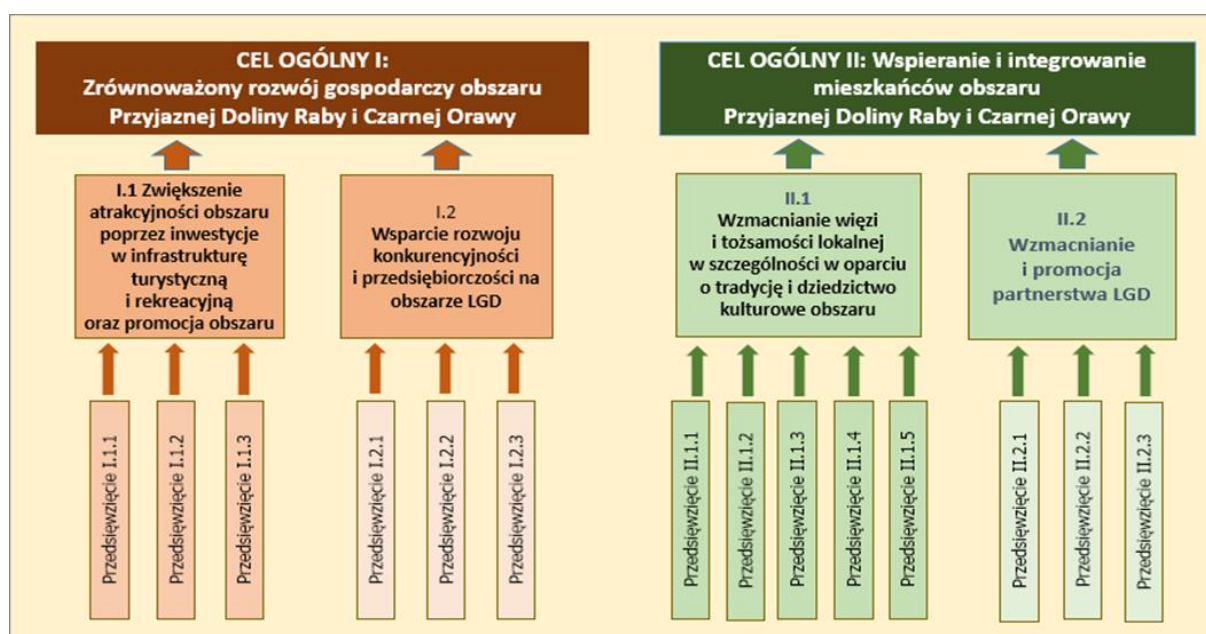 CEL OGÓLNY I:
Zrównoważony rozwój gospodarczy obszaru
Przyjaznej Doliny Raby i Czarnej Orawy
I.1 Zwiększenie
atrakcyjności obszaru
poprzez inwestycje
w infrastrukturę
turystyczną
i rekreacyjną
oraz promocja obszaru
I.2
Wsparcie rozwoju
konkurencyjności
i przedsiębiorczości na
obszarze LGD
Przedsięwzięcie I.1.1
Przedsięwzięcie I.1.2
Przedsięwzięcie I.1.3
Przedsięwzięcie I.2.1
Przedsięwzięcie I.2.2
Przedsięwzięcie I.2.3
CEL OGÓLNY II: Wspieranie i integrowanie
mieszkańców obszaru
Przyjaznej Doliny Raby i Czarnej Orawy
II.1
Wzmacnianie więzi
i tożsamości lokalnej
w szczególności w oparciu
o tradycję i dziedzictwo
kulturowe obszaru
II.2
Wzmacnianie
i promocja
partnerstwa LGD
Przedsięwzięcie II.1.1
Przedsięwzięcie II.1.2
Przedsięwzięcie II.1.3
Przedsięwzięcie II.1.4
Przedsięwzięcie II.1.5
Przedsięwzięcie II.2.1
Przedsięwzięcie II.2.2
Przedsięwzięcie II.2.3